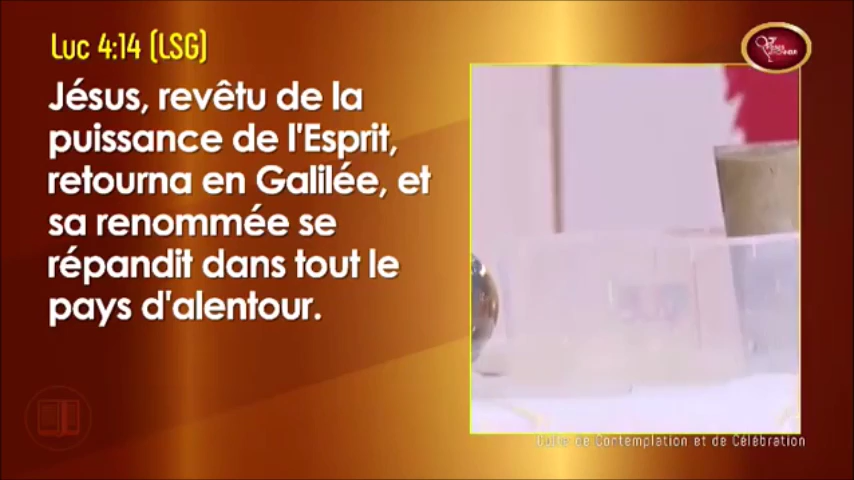 Luc 4:14 (LSG)
Jésus, revêtu de la
puissance de l'Esprit,
retourna en Galilée, et
sa renommée se
répandit dans tout le
pays d'alentour.
Culte de Contemplation et de Célébration